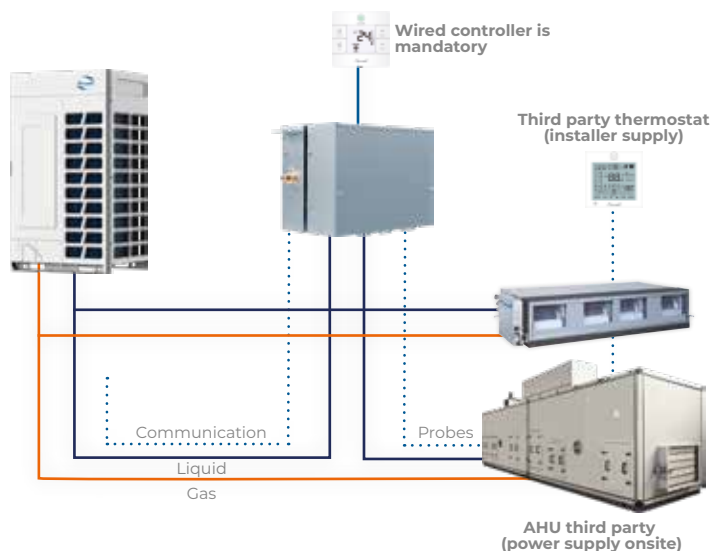 Wired controller is
mandatory
Third party thermostat
(installer supply)
Communication
Probes
Liquid
Gas
AHU third party
(power supply onsite)